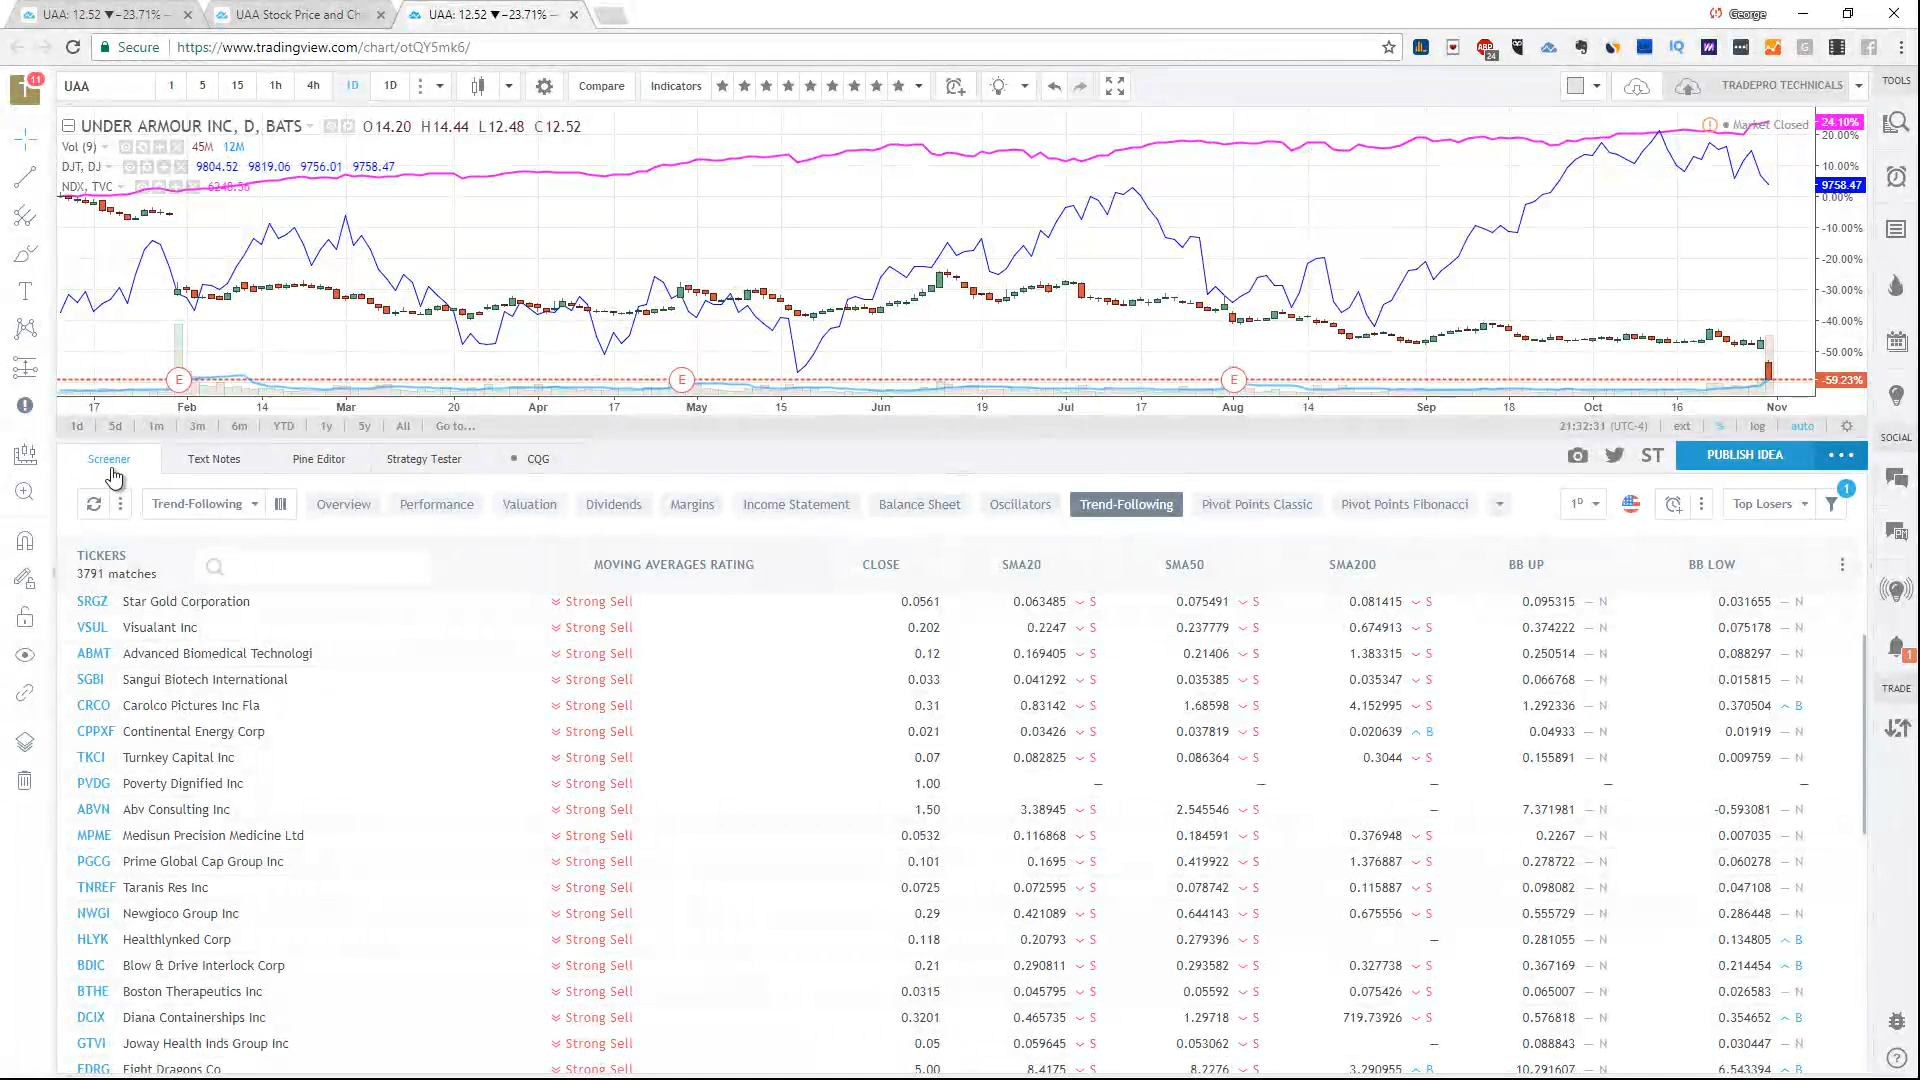 UAA: 12.52 ▼−23.71% −
UAA Stock Price and Ch
UAA: 12.52 ▼−23.71% −
George
Secure https://www.tradingview.com/chart/otQY5mk6/
UAA 1 5 15 1h 4h 1D 1D Compare Indicators TRADEPRO TECHNICALS TOOLS
11
UNDER ARMOUR INC, D, BATS O14.20 H14.44 L12.48 C12.52 Market Closed
Vol (9) 45M 12M
DJT, DJ 9804.52 9819.06 9756.01 9758.47
NDX, TVC 6248.56
24.10%
20.00%
10.00%
9758.47
0.00%
-10.00%
-20.00%
-30.00%
-40.00%
-50.00%
-59.23%
E E E
17 Feb 14 Mar 20 Apr 17 May 15 Jun 19 Jul 17 Aug 14 Sep 18 Oct 16 Nov
1d 5d 1m 3m 6m YTD 1y 5y All Go to... 21:32:31 (UTC-4) ext % log auto
SOCIAL
Screener Text Notes Pine Editor Strategy Tester CQG ST PUBLISH IDEA
Trend-Following Overview Performance Valuation Dividends Margins Income Statement Balance Sheet Oscillators Trend-Following Pivot Points Classic Pivot Points Fibonacci 1D Top Losers 1
TICKERS
3791 matches
MOVING AVERAGES RATING CLOSE SMA20 SMA50 SMA200 BB UP BB LOW
SRGZ Star Gold Corporation Strong Sell 0.0561 0.063485 S 0.075491 S 0.081415 S 0.095315 — N 0.031655 — N
VSUL Visualant Inc Strong Sell 0.202 0.2247 S 0.237779 S 0.674913 S 0.374222 — N 0.075178 — N
ABMT Advanced Biomedical Technologi Strong Sell 0.12 0.169405 S 0.21406 S 1.383315 S 0.250514 — N 0.088297 — N
SGBI Sangui Biotech International Strong Sell 0.033 0.041292 S 0.035385 S 0.035347 S 0.066768 — N 0.015815 — N
CRCO Carolco Pictures Inc Fla Strong Sell 0.31 0.83142 S 1.68598 S 4.152995 S 1.292336 — N 0.370504 B
CPPXF Continental Energy Corp Strong Sell 0.021 0.03426 S 0.037819 S 0.020639 B 0.04933 — N 0.01919 — N
TKCI Turnkey Capital Inc Strong Sell 0.07 0.082825 S 0.086364 S 0.3044 S 0.155891 — N 0.009759 — N
PVDG Poverty Dignified Inc Strong Sell 1.00 — — — — —
ABVN Abv Consulting Inc Strong Sell 1.50 3.38945 S 2.545546 S — 7.371981 — N -0.593081 — N
MPME Medisun Precision Medicine Ltd Strong Sell 0.0532 0.116868 S 0.184591 S 0.376948 S 0.2267 — N 0.007035 — N
PGCG Prime Global Cap Group Inc Strong Sell 0.101 0.1695 S 0.419922 S 1.376887 S 0.278722 — N 0.060278 — N
TNREF Taranis Res Inc Strong Sell 0.0725 0.072595 S 0.078742 S 0.115887 S 0.098082 — N 0.047108 — N
NWGI Newgioco Group Inc Strong Sell 0.29 0.421089 S 0.644143 S 0.675556 S 0.555729 — N 0.286448 — N
HLYK Healthlynked Corp Strong Sell 0.118 0.20793 S 0.279396 S — 0.281055 — N 0.134805 B
BDIC Blow & Drive Interlock Corp Strong Sell 0.21 0.290811 S 0.293582 S 0.327738 S 0.367169 — N 0.214454 B
BTHE Boston Therapeutics Inc Strong Sell 0.0315 0.045795 S 0.05592 S 0.075426 S 0.065007 — N 0.026583 — N
DCIX Diana Containerships Inc Strong Sell 0.3201 0.465735 S 1.29718 S 719.73926 S 0.576818 — N 0.354652 B
GTVI Joway Health Inds Group Inc Strong Sell 0.05 0.059645 S 0.053062 S — 0.088843 — N 0.030447 — N
EDRG Eight Dragons Co Strong Sell 5.00 8.4175 S 8.2276 S 3.290955 B 10.291607 — N 6.543394 B
1
TRADE